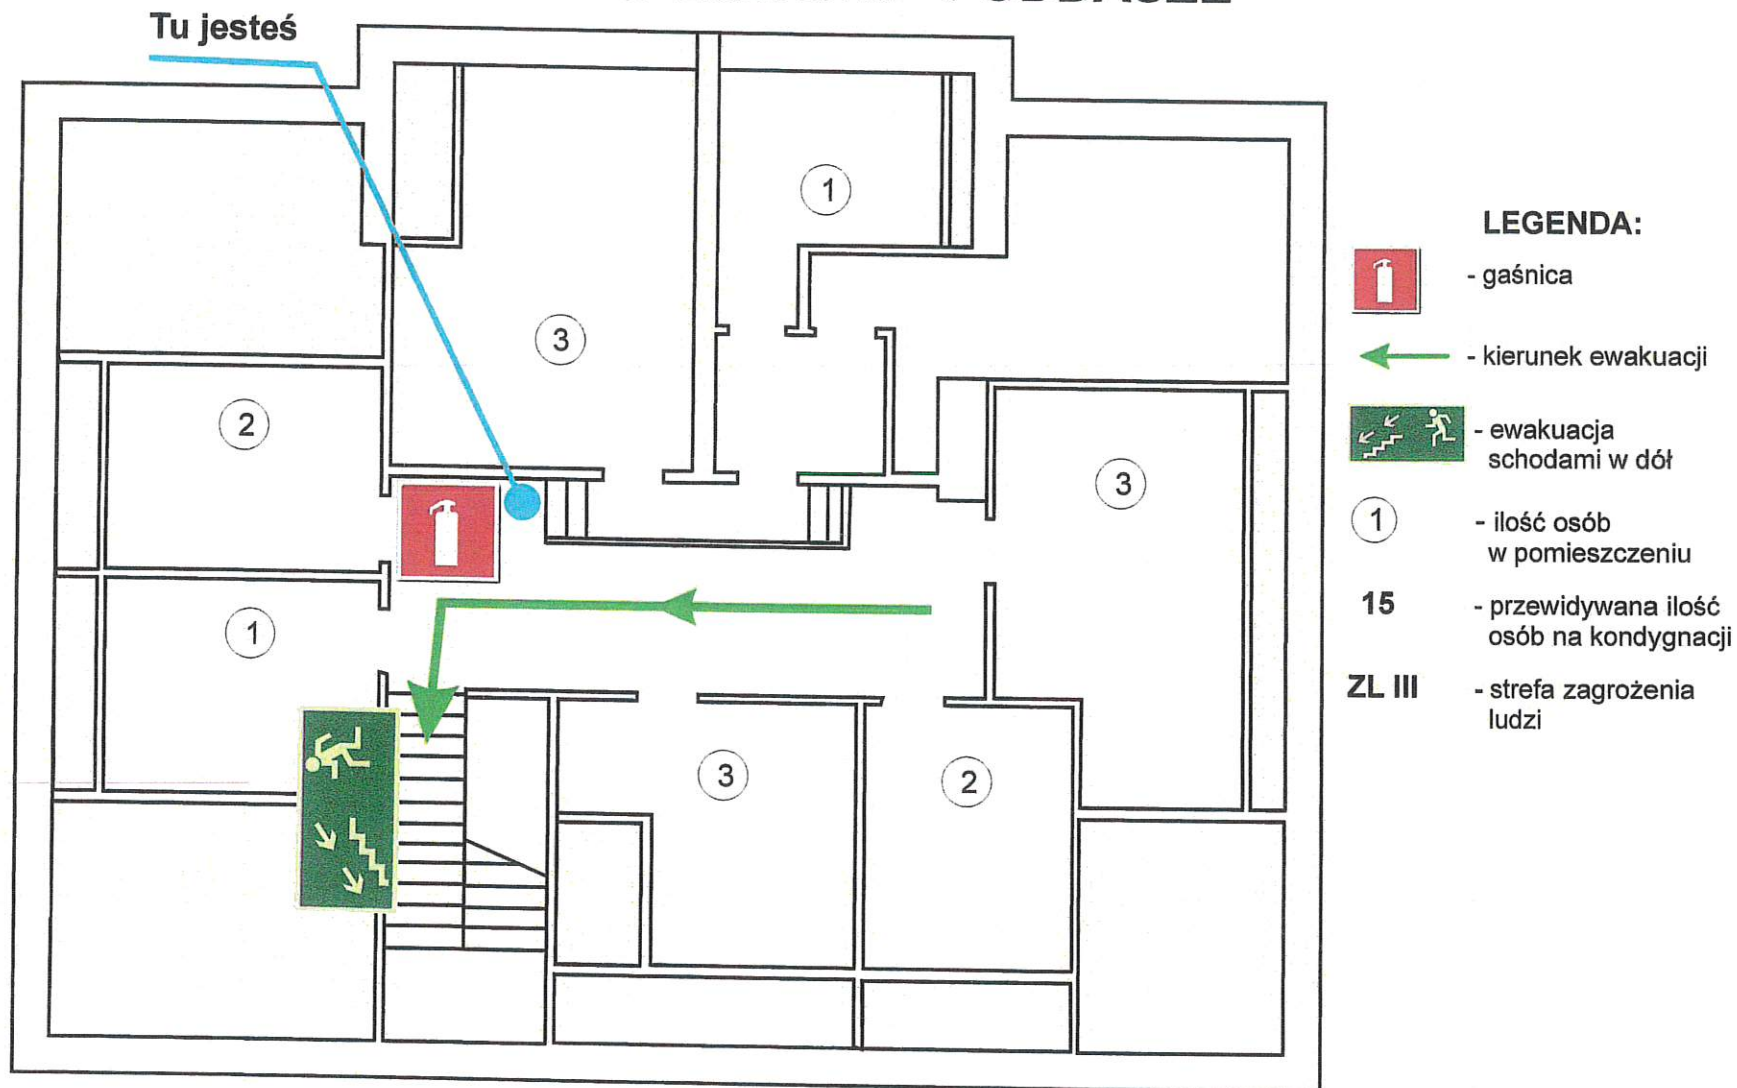 Tu jesteś
1
3
2
3
1
3
2
LEGENDA:
- gaśnica
- kierunek ewakuacji
- ewakuacja
schodami w dół
1
- ilość osób
w pomieszczeniu
15
- przewidywana ilość
osób na kondygnacji
ZL III
- strefa zagrożenia
ludzi